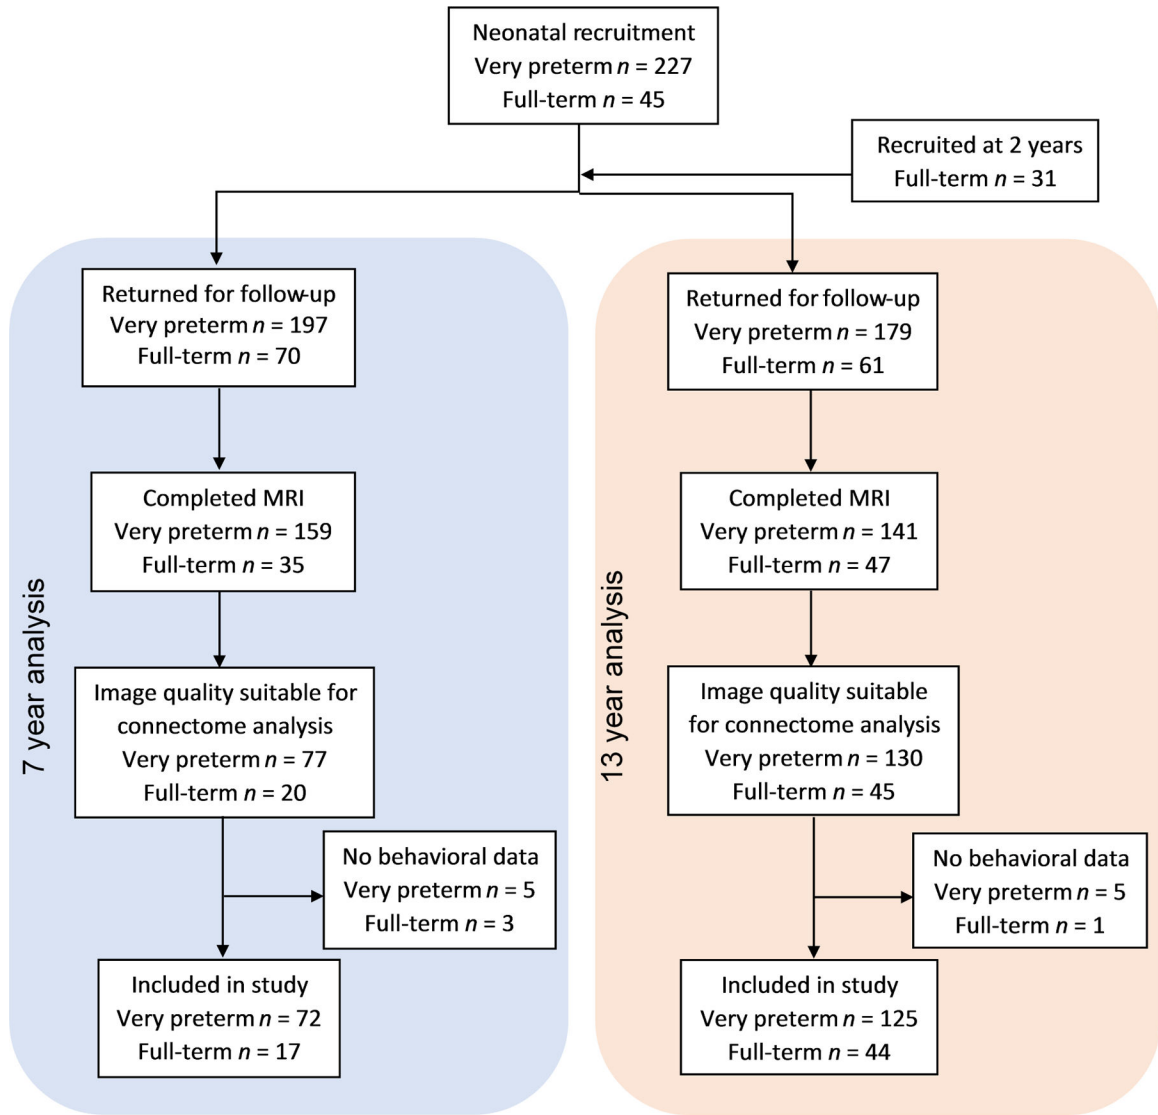 Neonatal recruitment
Very preterm n = 227
Full-term n = 45
Recruited at 2 years
Full-term n = 31
7 year analysis
Returned for follow-up
Very preterm n = 197
Full-term n = 70
Completed MRI
Very preterm n = 159
Full-term n = 35
Image quality suitable for
connectome analysis
Very preterm n = 77
Full-term n = 20
No behavioral data
Very preterm n = 5
Full-term n = 3
Included in study
Very preterm n = 72
Full-term n = 17
13 year analysis
Returned for follow-up
Very preterm n = 179
Full-term n = 61
Completed MRI
Very preterm n = 141
Full-term n = 47
Image quality suitable
for connectome analysis
Very preterm n = 130
Full-term n = 45
No behavioral data
Very preterm n = 5
Full-term n = 1
Included in study
Very preterm n = 125
Full-term n = 44